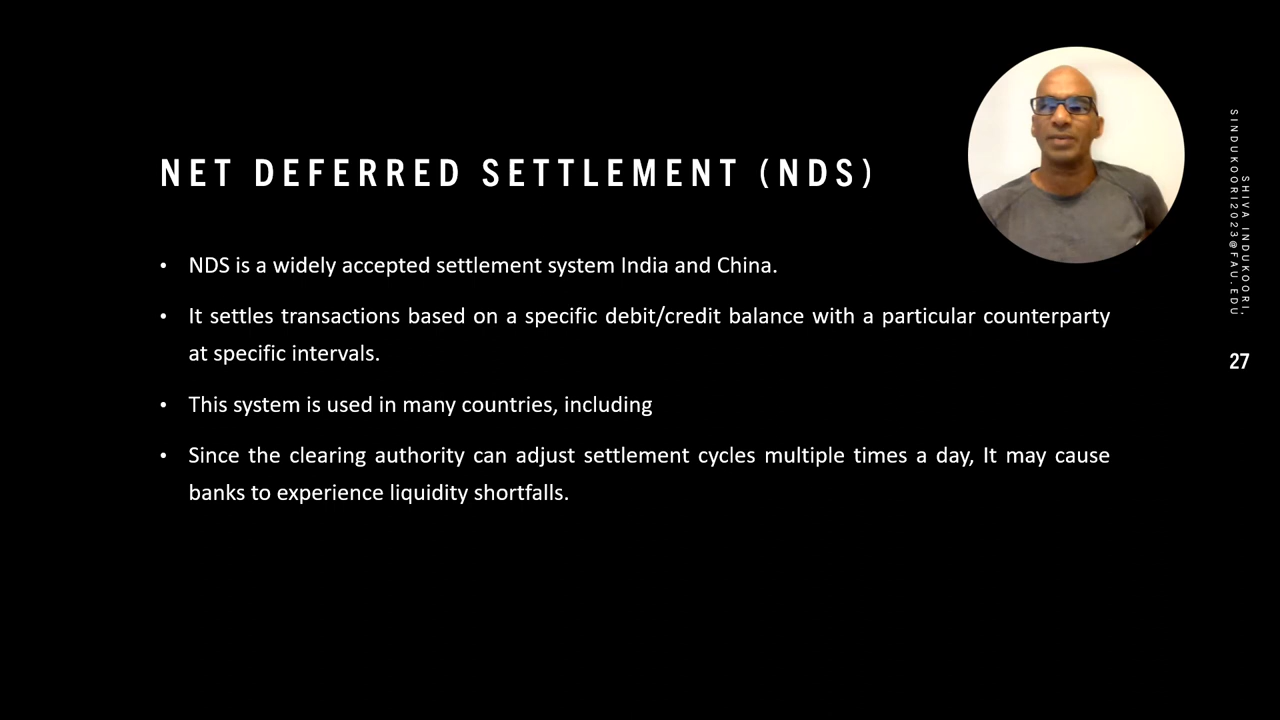 NET DEFERRED SETTLEMENT (NDS)
• NDS is a widely accepted settlement system India and China.
• It settles transactions based on a specific debit/credit balance with a particular counterparty
at specific intervals.
• This system is used in many countries, including
• Since the clearing authority can adjust settlement cycles multiple times a day, It may cause
banks to experience liquidity shortfalls.
SHIVA INDUKOORI,
SINDUKOORI2023@FAU.EDU
27